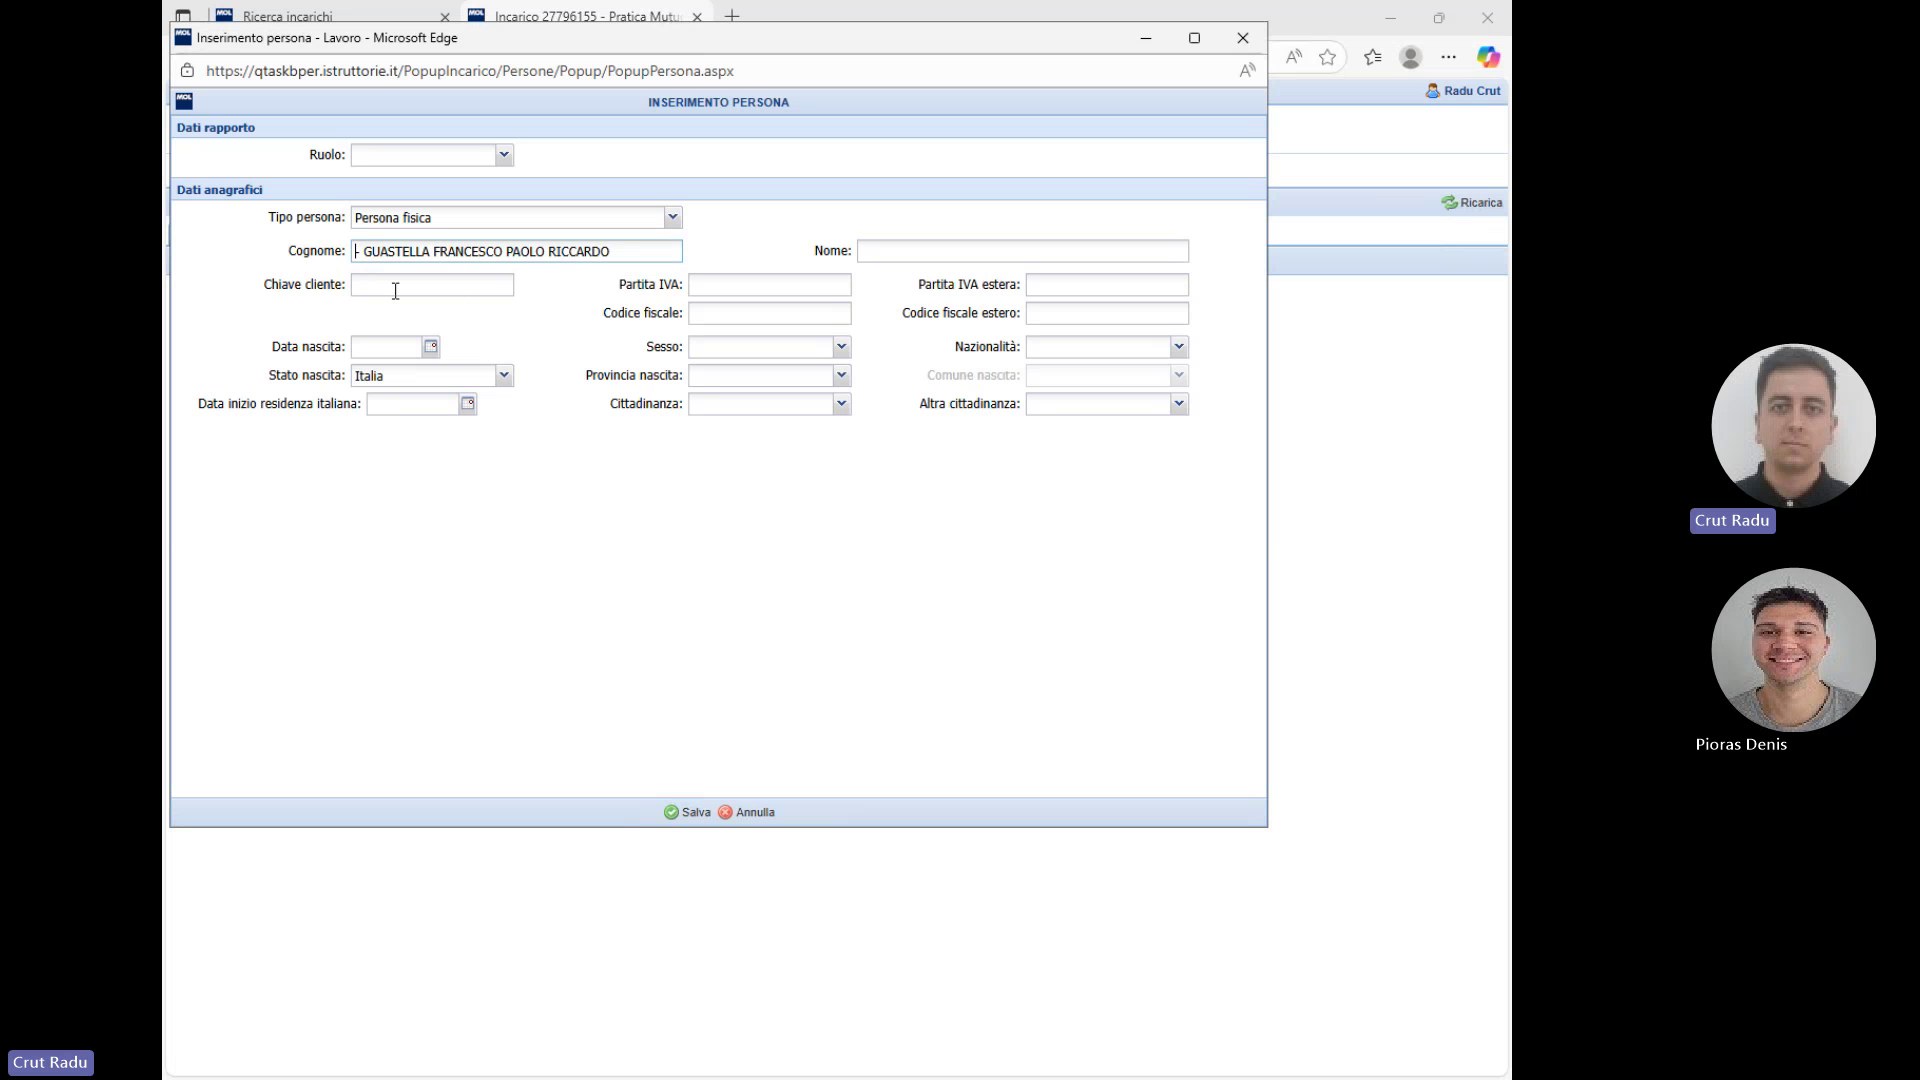 Ricerca incarichi
Incarico 27796155 - Pratica Mutu
Inserimento persona - Lavoro - Microsoft Edge
https://qtaskbper.istruttorie.it/PopupIncarico/Persone/Popup/PopupPersona.aspx
Radu Crut
MOL
INSERIMENTO PERSONA
Dati rapporto
Ruolo:
Dati anagrafici
Ricarica
Tipo persona: Persona fisica
Cognome: - GUASTELLA FRANCESCO PAOLO RICCARDO Nome:
Chiave cliente: Partita IVA: Partita IVA estera:
Codice fiscale: Codice fiscale estero:
Data nascita: Sesso: Nazionalità:
Stato nascita: Italia Provincia nascita: Comune nascita:
Data inizio residenza italiana: Cittadinanza: Altra cittadinanza:
Salva Annulla
Crut Radu
Pioras Denis
Crut Radu